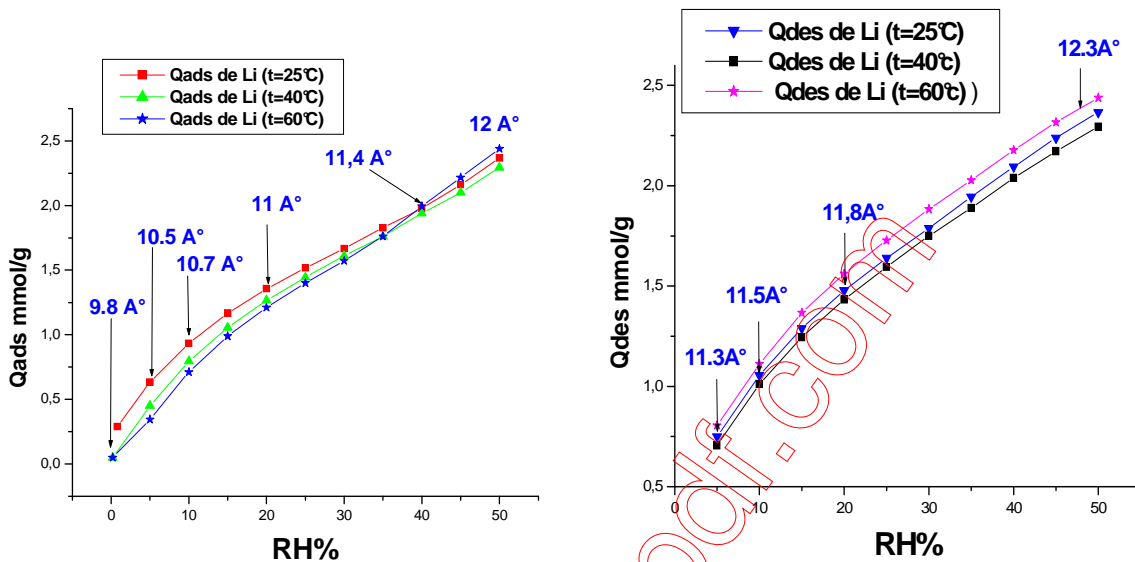 Qads de Li (t=25°C)
Qads de Li (t=40°C)
Qads de Li (t=60°C)
Qads mmol/g
2,5
2,0
1,5
1,0
0,5
0,0
9.8 A°
10.5 A°
10.7 A°
11 A°
11,4 A°
12 A°
0 10 20 30 40 50
RH%
Qdes de Li (t=25°C)
Qdes de Li (t=40°c)
Qdes de Li (t=60°c) )
Qdes mmol/g
2,5
2,0
1,5
1,0
0,5
11.3A°
11.5A°
11,8A°
12.3A°
0 10 20 30 40 50
RH%
pdf.com